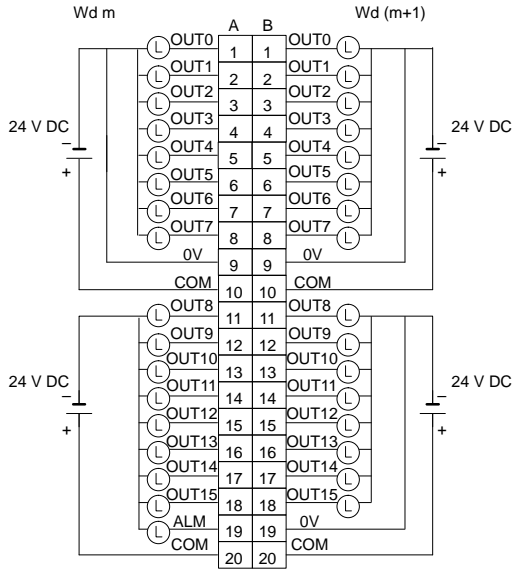 Wd m
A B
Wd (m+1)
OUT0 1 1 OUT0
L L
OUT1 2 2 OUT1
L L
OUT2 3 3 OUT2
L L
24 V DC
OUT3 4 4 OUT3
L L
24 V DC
−
−
OUT4 5 5 OUT4
L L
+
+
OUT5 6 6 OUT5
L L
OUT6 7 7 OUT6
L L
OUT7 8 8 OUT7
L L
0V 9 9 0V
COM 10 10 COM
OUT8 11 11 OUT8
L L
OUT9 12 12 OUT9
L L
OUT10 13 13 OUT10
L L
24 V DC
OUT11 14 14 OUT11
L L
24 V DC
−
−
OUT12 15 15 OUT12
L L
+
+
OUT13 16 16 OUT13
L L
OUT14 17 17 OUT14
L L
OUT15 18 18 OUT15
L L
L ALM 19 19 0V
COM 20 20 COM